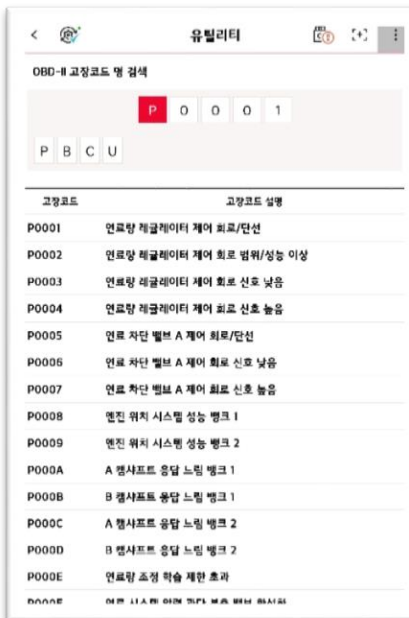 유틸리티
OBD-II 고장코드 명 검색
P 0 0 0 1
P B C U
고장코드 고장코드 설명
P0001 연료량 레귤레이터 제어 회로/단선
P0002 연료량 레귤레이터 제어 회로 범위/성능 이상
P0003 연료량 레귤레이터 제어 회로 신호 낮음
P0004 연료량 레귤레이터 제어 회로 신호 높음
P0005 연료 차단 밸브 A 제어 회로/단선
P0006 연료 차단 밸브 A 제어 회로 신호 낮음
P0007 연료 차단 밸브 A 제어 회로 신호 높음
P0008 엔진 위치 시스템 성능 뱅크 1
P0009 엔진 위치 시스템 성능 뱅크 2
P000A A 캠샤프트 응답 느림 뱅크 1
P000B B 캠샤프트 응답 느림 뱅크 1
P000C A 캠샤프트 응답 느림 뱅크 2
P000D B 캠샤프트 응답 느림 뱅크 2
P000E 연료량 조정 학습 제한 초과